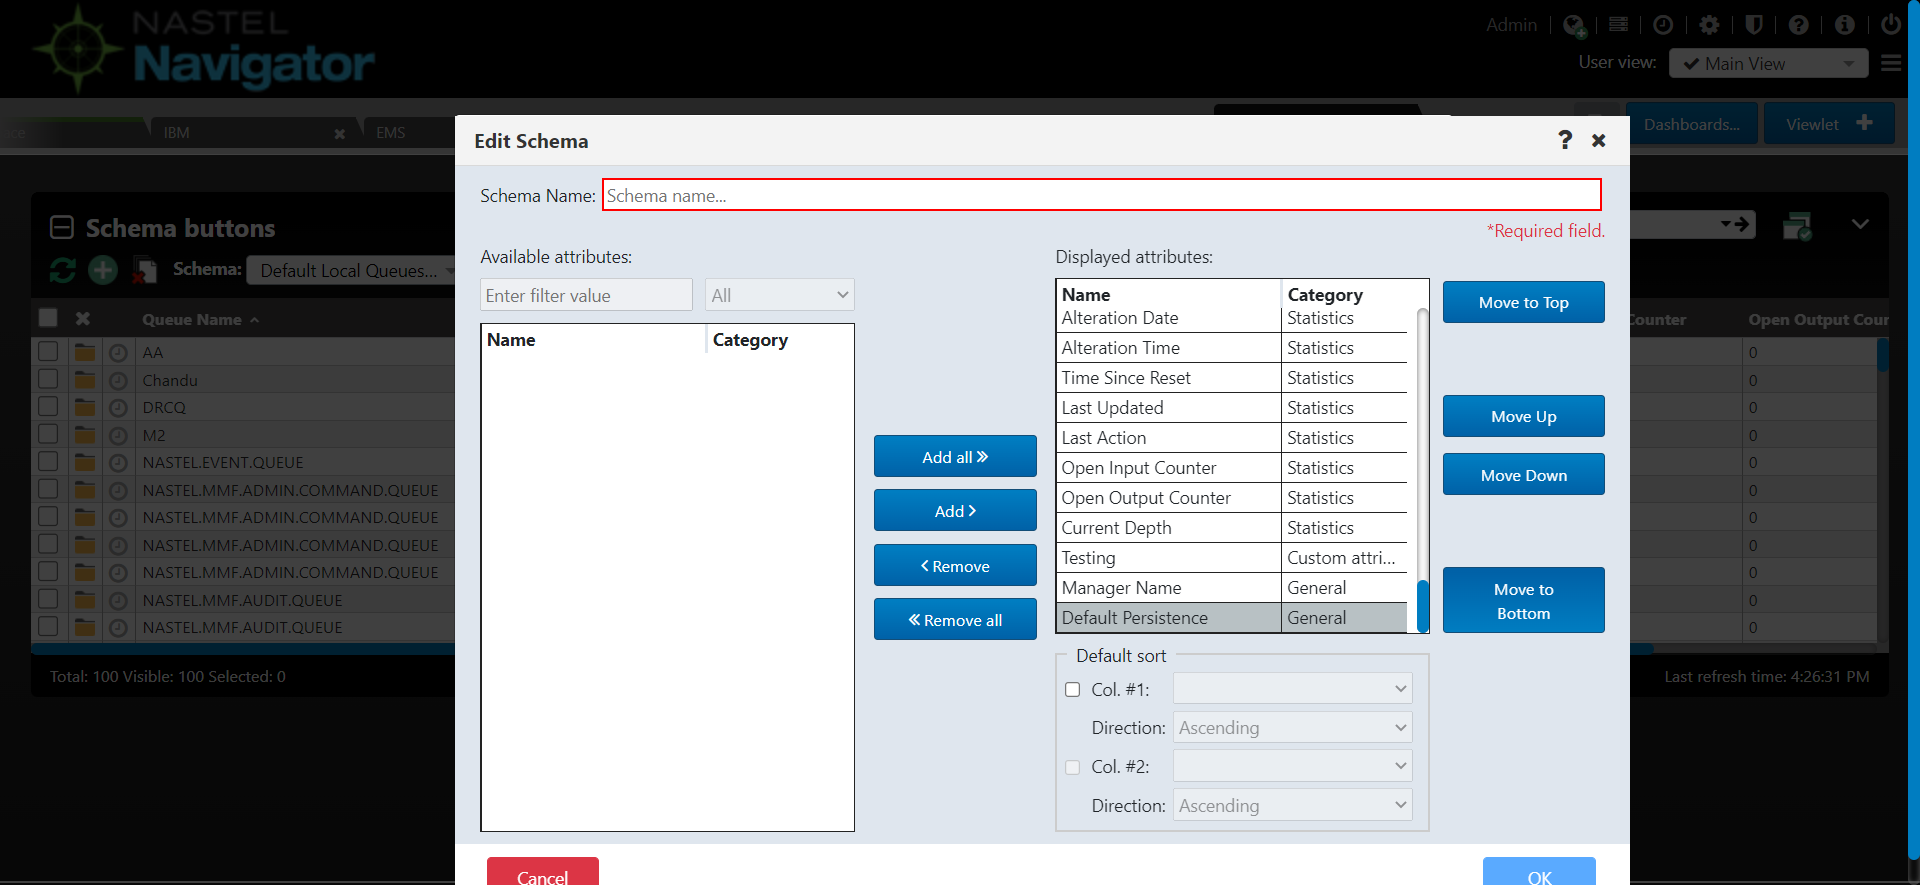 NASTEL
Navigator
Admin
User view:
Main View
IBM
EMS
Dashboards...
Viewlet
Edit Schema
?
Schema Name:
Schema name...
*Required field.
Schema buttons
Schema:
Default Local Queues...
Queue Name
AA
Chandu
DRCQ
M2
NASTEL.EVENT.QUEUE
NASTEL.MMF.ADMIN.COMMAND.QUEUE
NASTEL.MMF.ADMIN.COMMAND.QUEUE
NASTEL.MMF.ADMIN.COMMAND.QUEUE
NASTEL.MMF.ADMIN.COMMAND.QUEUE
NASTEL.MMF.AUDIT.QUEUE
NASTEL.MMF.AUDIT.QUEUE
Total: 100 Visible: 100 Selected: 0
Available attributes:
Enter filter value
All
Name Category
Add all
Add
Remove
Remove all
Displayed attributes:
Name Category
Alteration Date Statistics
Alteration Time Statistics
Time Since Reset Statistics
Last Updated Statistics
Last Action Statistics
Open Input Counter Statistics
Open Output Counter Statistics
Current Depth Statistics
Testing Custom attri...
Manager Name General
Default Persistence General
Move to Top
Move Up
Move Down
Move to
Bottom
Default sort
Col. #1:
Direction: Ascending
Col. #2:
Direction: Ascending
Cancel
OK
Counter
Open Output Coun
0
0
0
0
0
0
0
0
0
0
0
Last refresh time: 4:26:31 PM